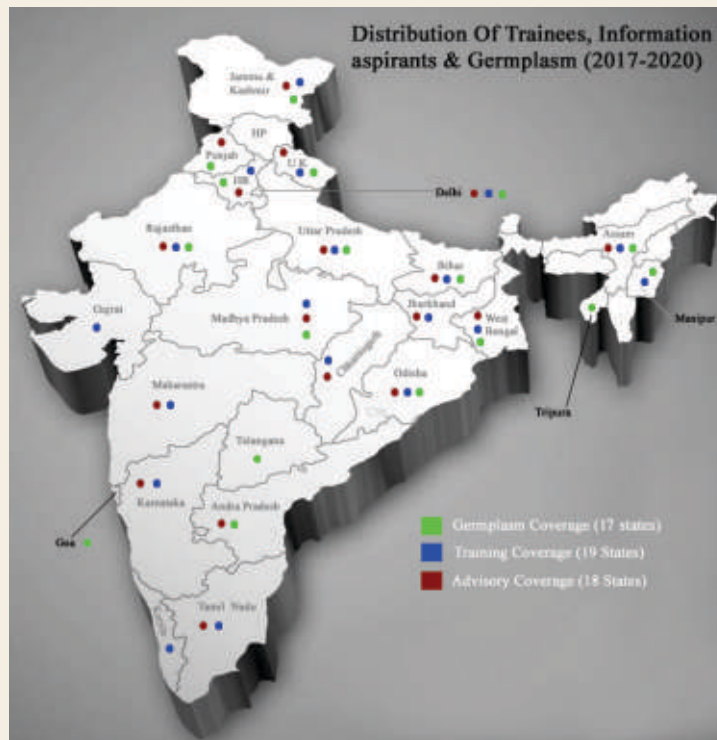 Distribution Of Trainees, Information
aspirants & Germplasm (2017-2020)
Jammu &
Kashmir
HP
Punjab
U.K.
HR
Delhi
Rajasthan
Uttar Pradesh
Assam
Bihar
Gujrat
Madhya Pradesh
Jharkhand
West
Bengal
Manipur
Chhattisgarh
Maharastra
Odisha
Tripura
Telangana
Karnataka
Andra Pradesh
Goa
Germplasm Coverage (17 states)
Training Coverage (19 States)
Advisory Coverage (18 States)
Tamil Nadu